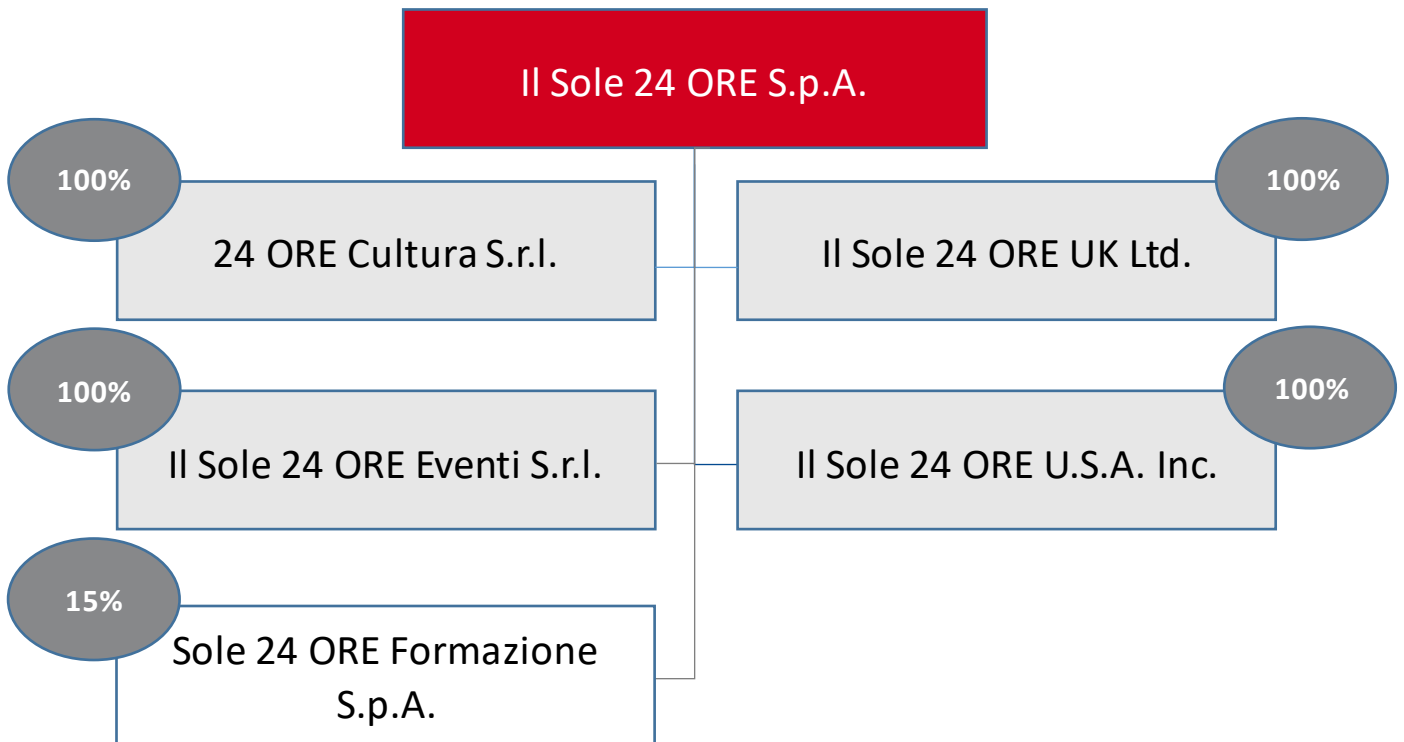 Il Sole 24 ORE S.p.A.
100%
24 ORE Cultura S.r.l.
100%
Il Sole 24 ORE UK Ltd.
100%
Il Sole 24 ORE Eventi S.r.l.
100%
Il Sole 24 ORE U.S.A. Inc.
15%
Sole 24 ORE Formazione
S.p.A.